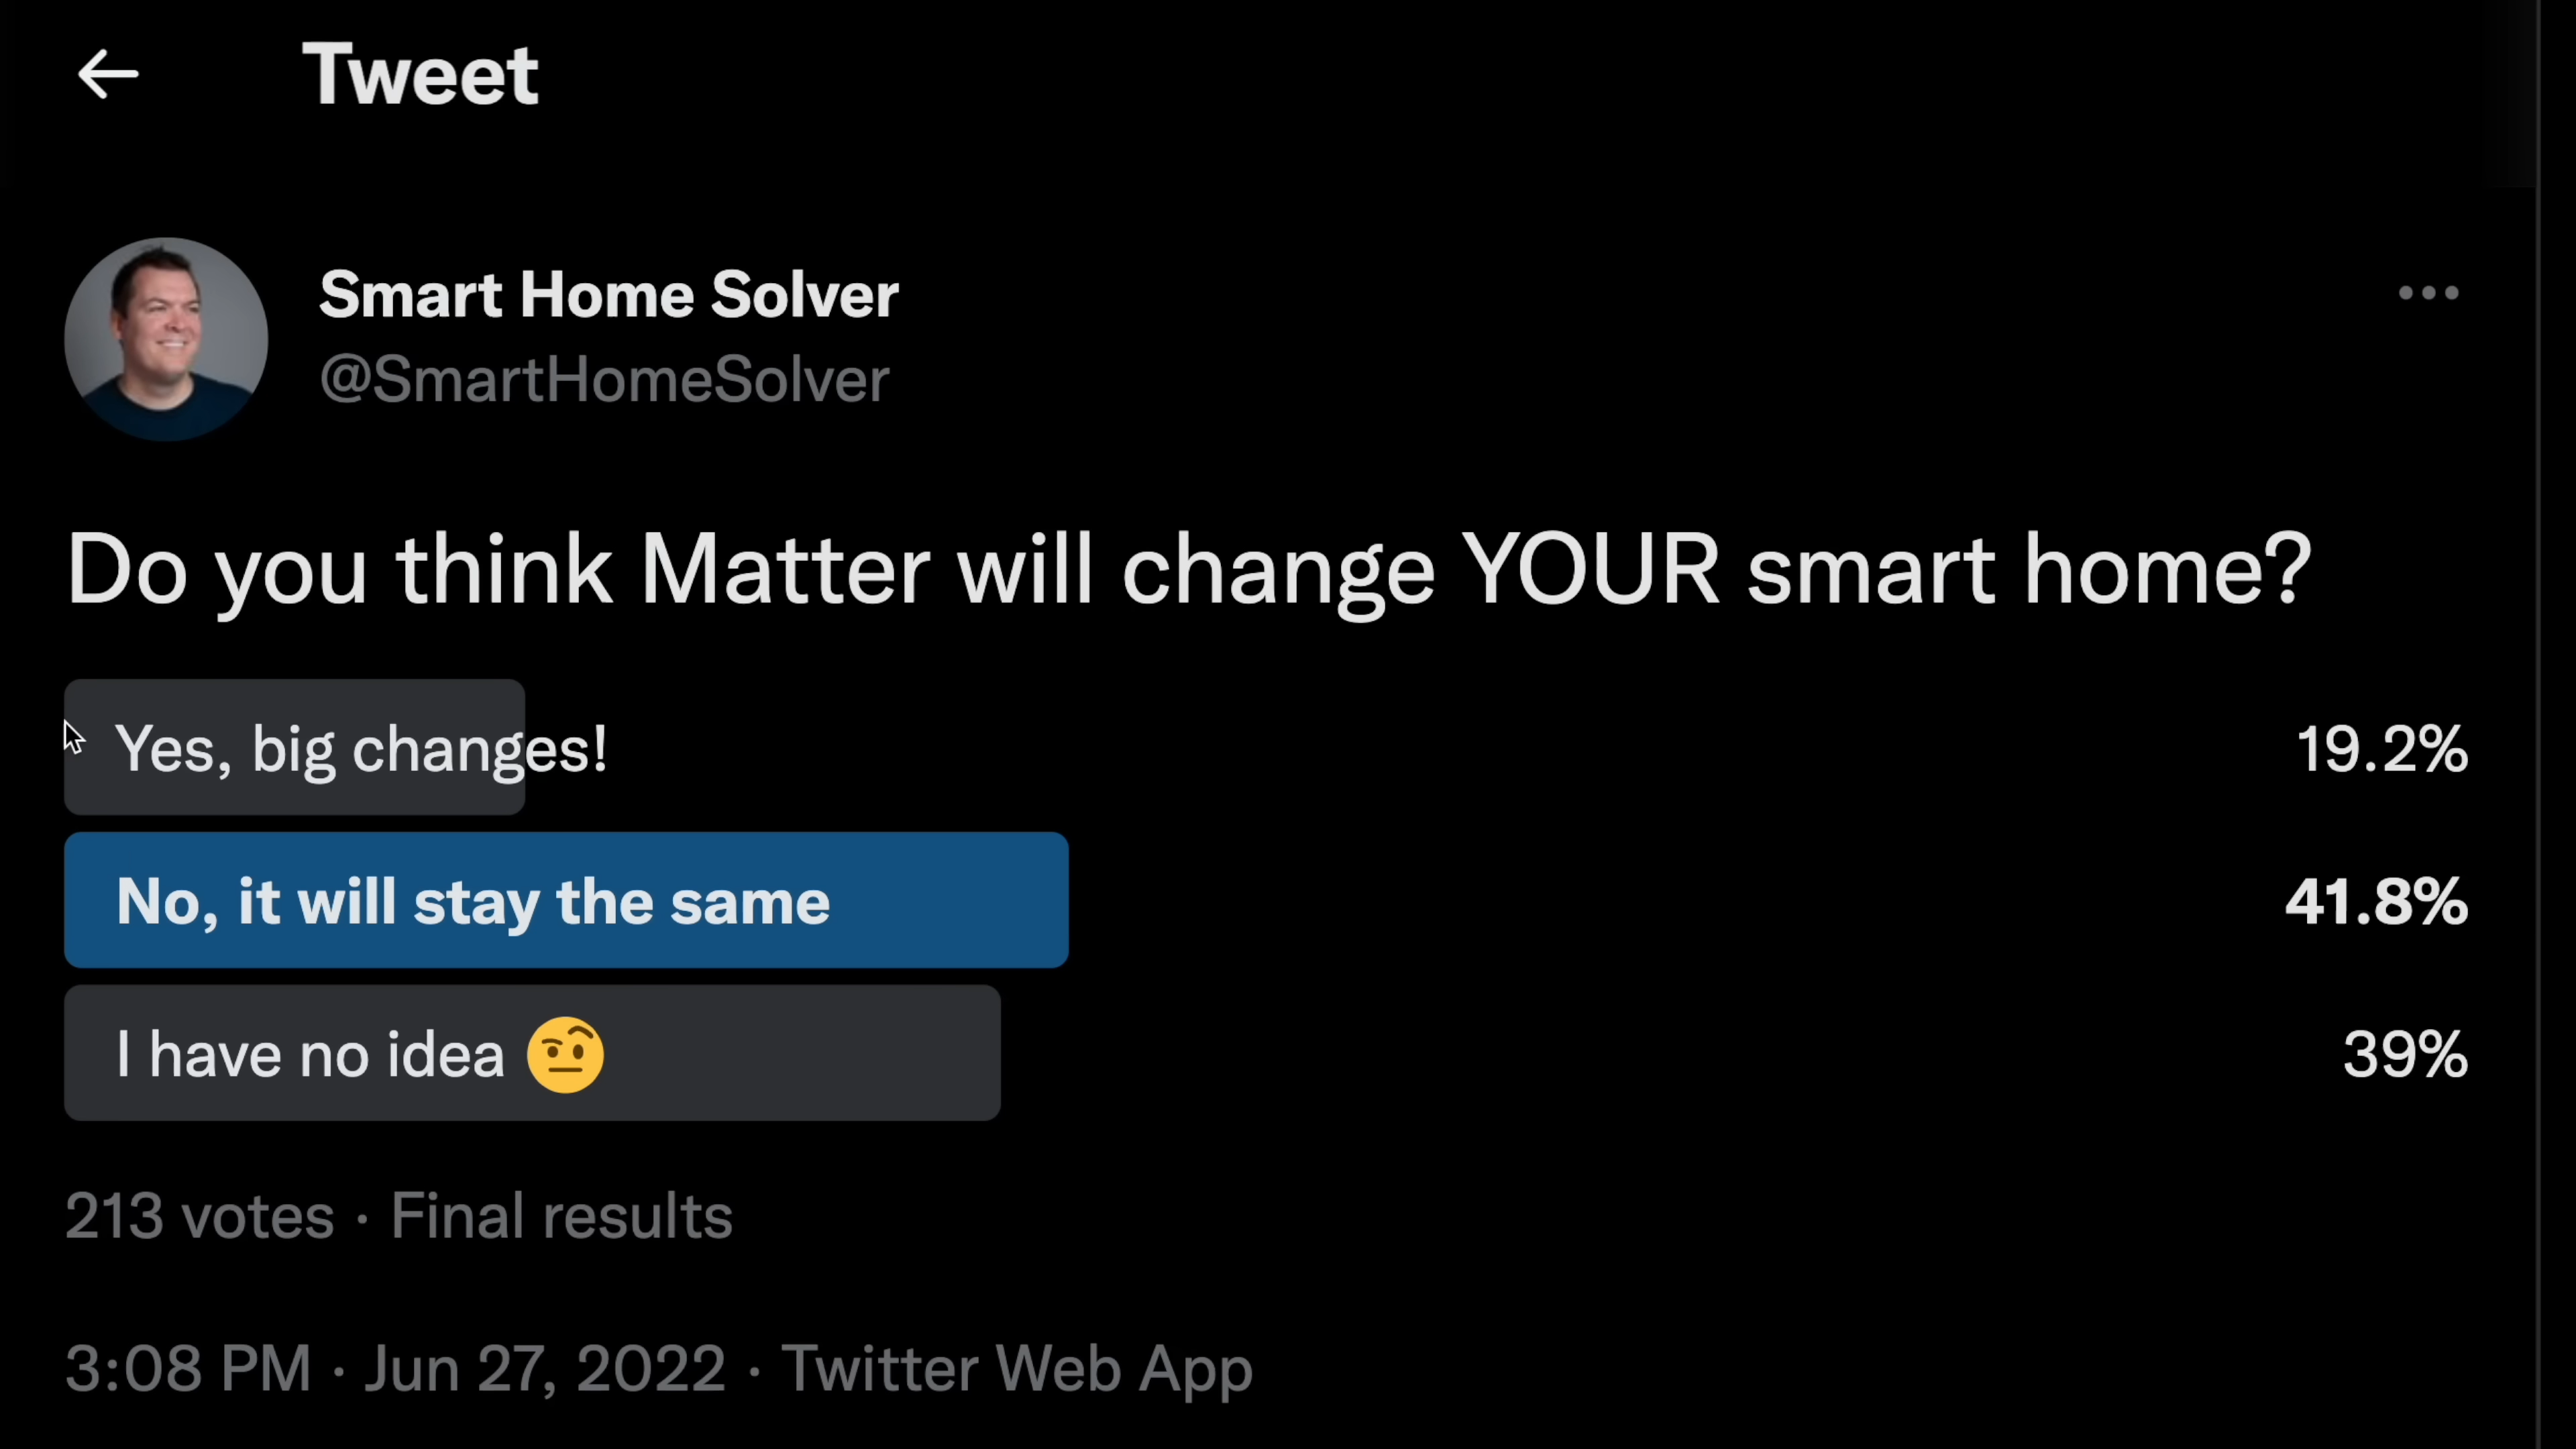 Tweet
Smart Home Solver
@SmartHomeSolver
Do you think Matter will change YOUR smart home?
Yes, big changes! 19.2%
No, it will stay the same 41.8%
I have no idea 🤨 39%
213 votes · Final results
3:08 PM · Jun 27, 2022 · Twitter Web App